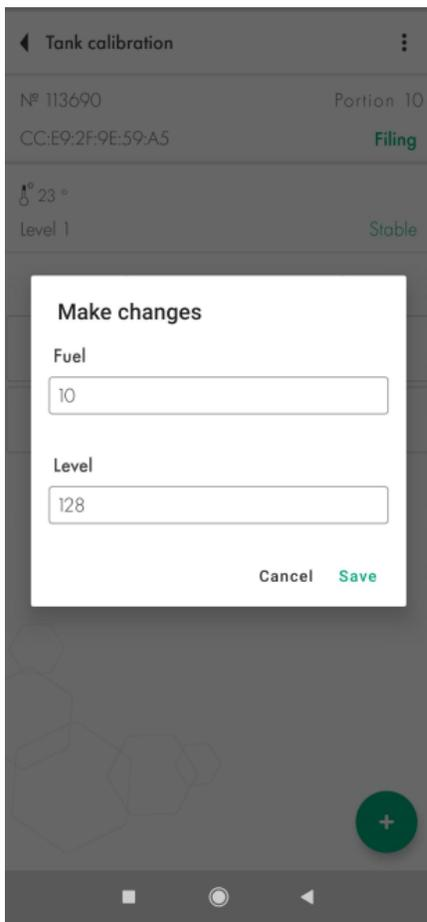 Tank calibration
№ 113690 Portion 10
CC:E9:2F:9E:59:A5 Filing
23 °
Level 1 Stable
Make changes
Fuel
10
Level
128
Cancel Save
+